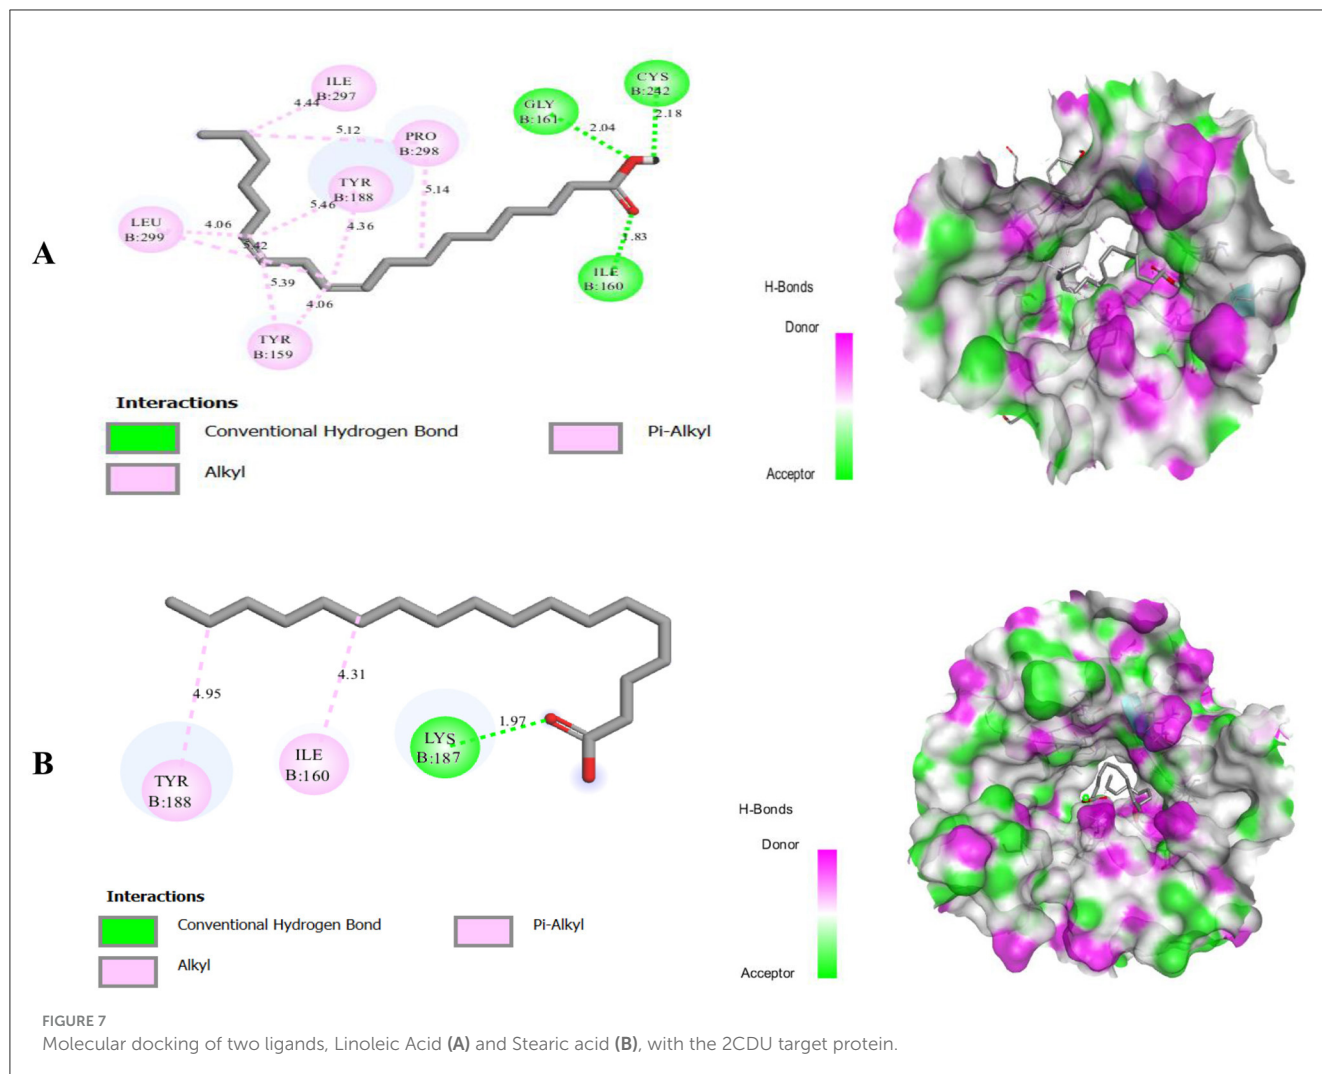 ILE
B:297
4.44
5.12
PRO
B:298
TYR
B:188
5.46
5.14
4.36
LEU
B:299
4.06
5.42
5.39
4.06
TYR
B:159
GLY
B:161
2.04
CYS
B:242
2.18
1.83
ILE
B:160
A
Interactions
Conventional Hydrogen Bond
Pi-Alkyl
Alkyl
H-Bonds
Donor
Acceptor
4.95
4.31
1.97
TYR
B:188
ILE
B:160
LYS
B:187
B
Interactions
Conventional Hydrogen Bond
Pi-Alkyl
Alkyl
H-Bonds
Donor
Acceptor
FIGURE 7
Molecular docking of two ligands, Linoleic Acid (A) and Stearic acid (B), with the 2CDU target protein.